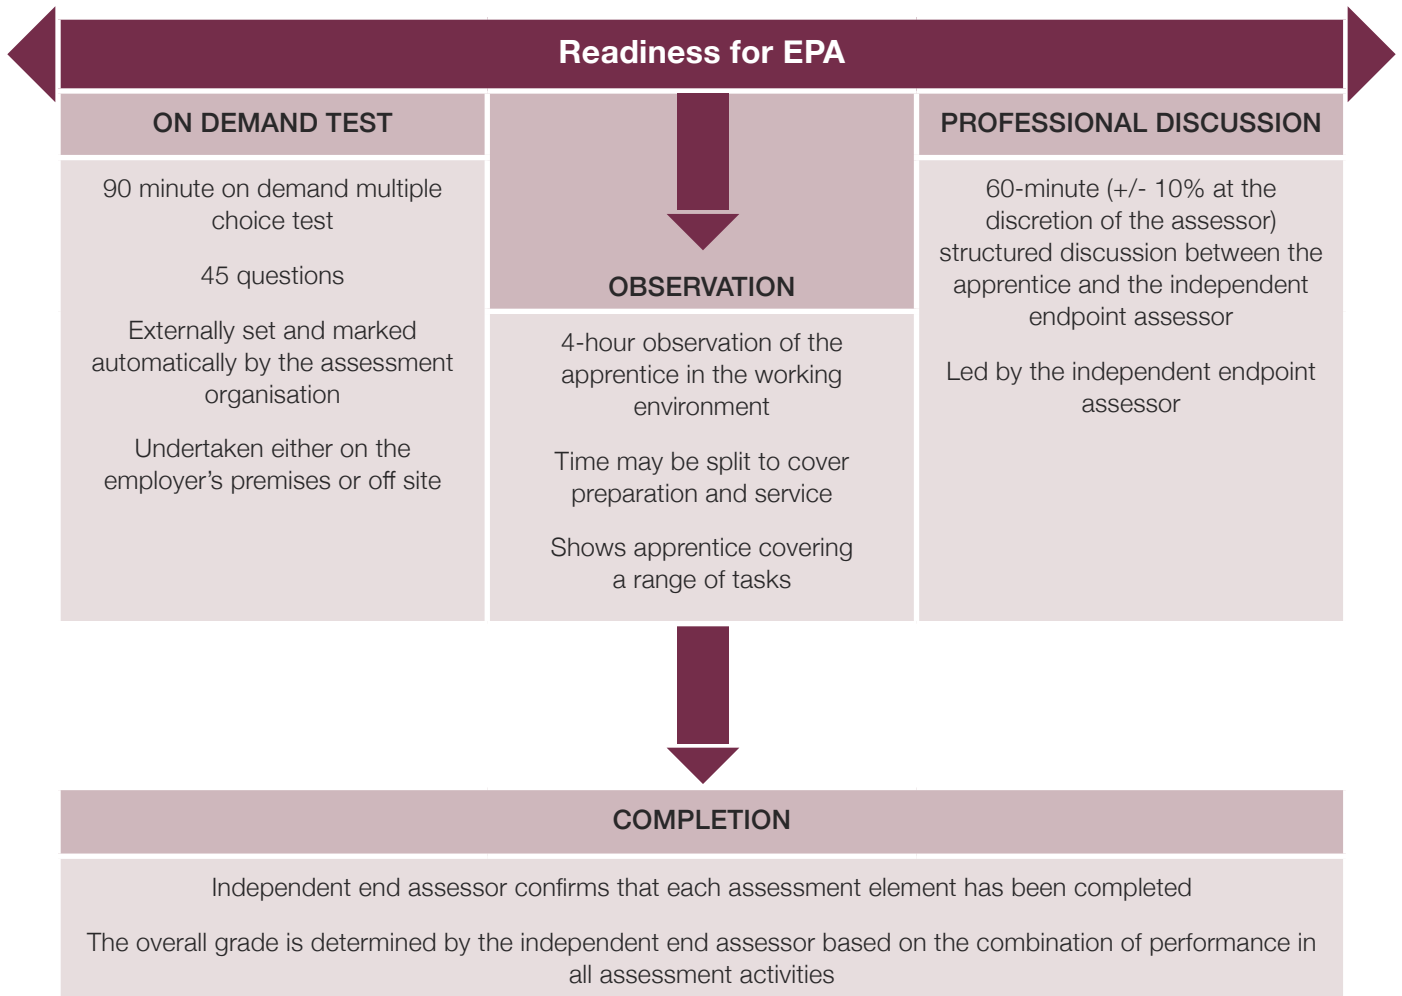 Readiness for EPA
ON DEMAND TEST
90 minute on demand multiple
choice test
45 questions
Externally set and marked
automatically by the assessment
organisation
Undertaken either on the
employer’s premises or off site
OBSERVATION
4-hour observation of the
apprentice in the working
environment
Time may be split to cover
preparation and service
Shows apprentice covering
a range of tasks
PROFESSIONAL DISCUSSION
60-minute (+/- 10% at the
discretion of the assessor)
structured discussion between the
apprentice and the independent
endpoint assessor
Led by the independent endpoint
assessor
COMPLETION
Independent end assessor confirms that each assessment element has been completed
The overall grade is determined by the independent end assessor based on the combination of performance in
all assessment activities